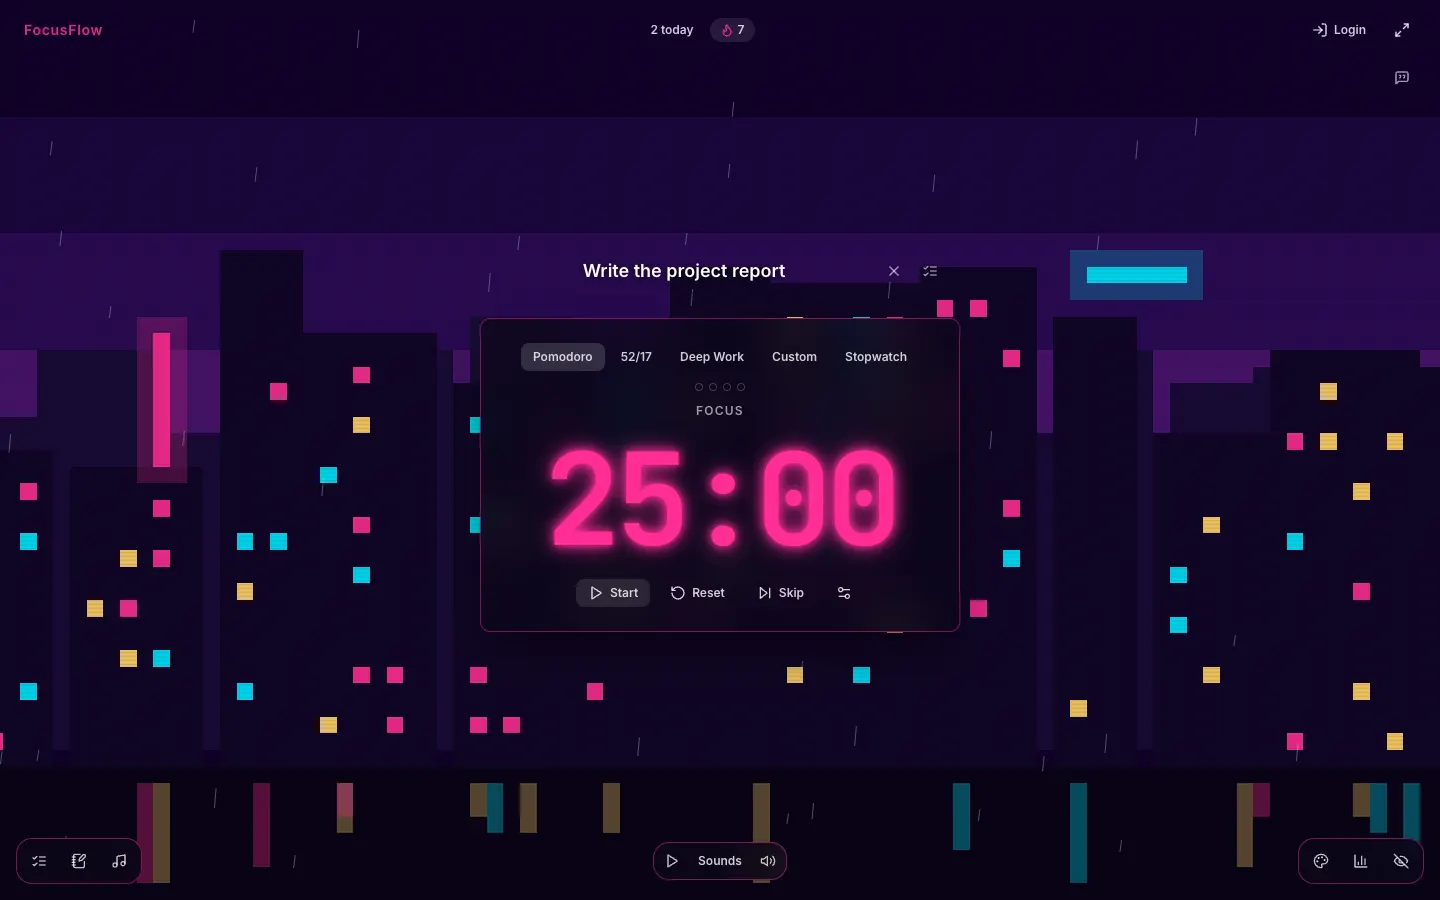 FocusFlow
2 today
7
Login
Write the project report
Pomodoro
52/17
Deep Work
Custom
Stopwatch
FOCUS
25:00
Start
Reset
Skip
Sounds